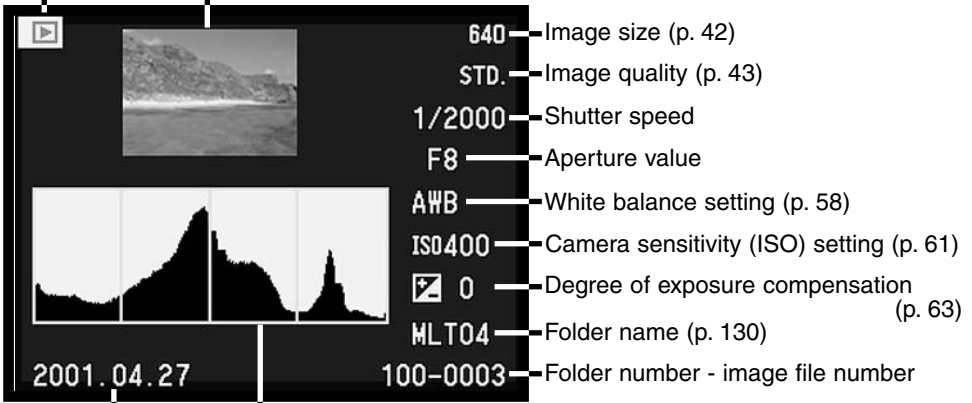 640 Image size (p. 42)
STD. Image quality (p. 43)
1/2000 Shutter speed
F8 Aperture value
AWB White balance setting (p. 58)
ISO400 Camera sensitivity (ISO) setting (p. 61)
0 Degree of exposure compensation
(p. 63)
MLT04 Folder name (p. 130)
2001.04.27 100-0003 Folder number - image file number